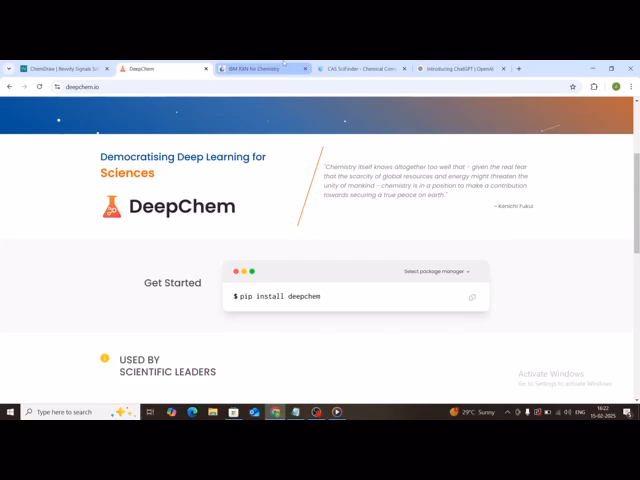 ChemDraw | Revvity Signals So
DeepChem
IBM RXN for Chemistry
CAS SciFinder - Chemical Com
Introducing ChatGPT | OpenAI
deepchem.io
Democratising Deep Learning for
Sciences
DeepChem
"Chemistry itself knows altogether too well that - given the real fear
that the scarcity of global resources and energy might threaten the
unity of mankind - chemistry is in a position to make a contribution
towards securing a true peace on earth."
~ Kenichi Fukui
Get Started
Select package manager
$ pip install deepchem
USED BY
SCIENTIFIC LEADERS
Activate Windows
Go to Settings to activate Windows.
Type here to search
29°C Sunny
ENG
16:22
15-02-2025